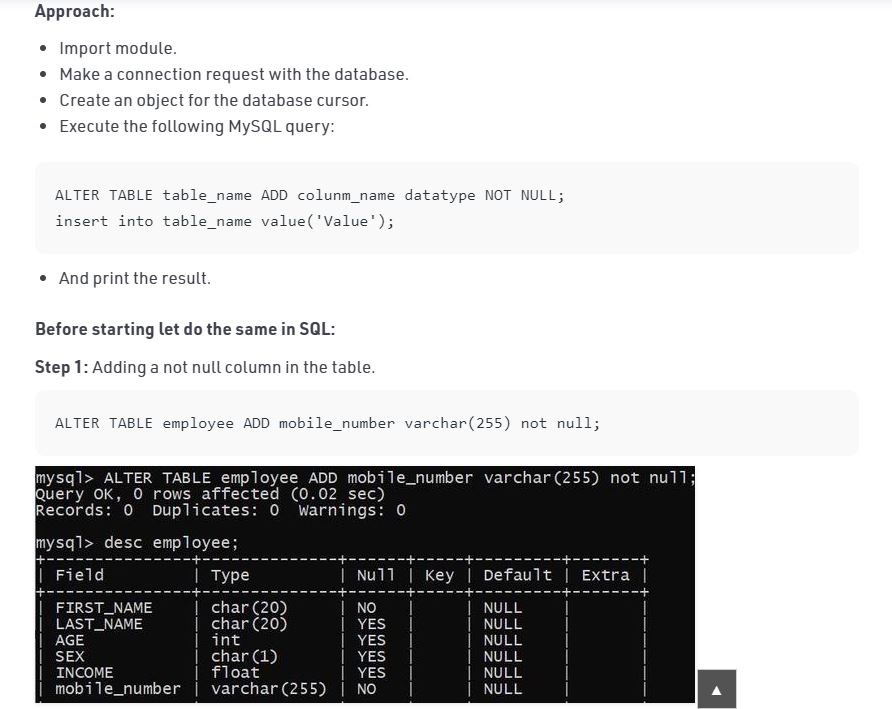 Approach:
• Import module.
• Make a connection request with the database.
• Create an object for the database cursor.
• Execute the following MySQL query:
ALTER TABLE table_name ADD colunm_name datatype NOT NULL;
insert into table_name value('Value');
• And print the result.
Before starting let do the same in SQL:
Step 1: Adding a not null column in the table.
ALTER TABLE employee ADD mobile_number varchar(255) not null;
mysql> ALTER TABLE employee ADD mobile_number varchar(255) not null;
Query OK, 0 rows affected (0.02 sec)
Records: 0  Duplicates: 0  Warnings: 0
mysql> desc employee;
+---------------+--------------+------+-----+---------+-------+
| Field | Type | Null | Key | Default | Extra |
+---------------+--------------+------+-----+---------+-------+
| FIRST_NAME | char(20) | NO | | NULL | |
| LAST_NAME | char(20) | YES | | NULL | |
| AGE | int | YES | | NULL | |
| SEX | char(1) | YES | | NULL | |
| INCOME | float | YES | | NULL | |
| mobile_number | varchar(255) | NO | | NULL | |